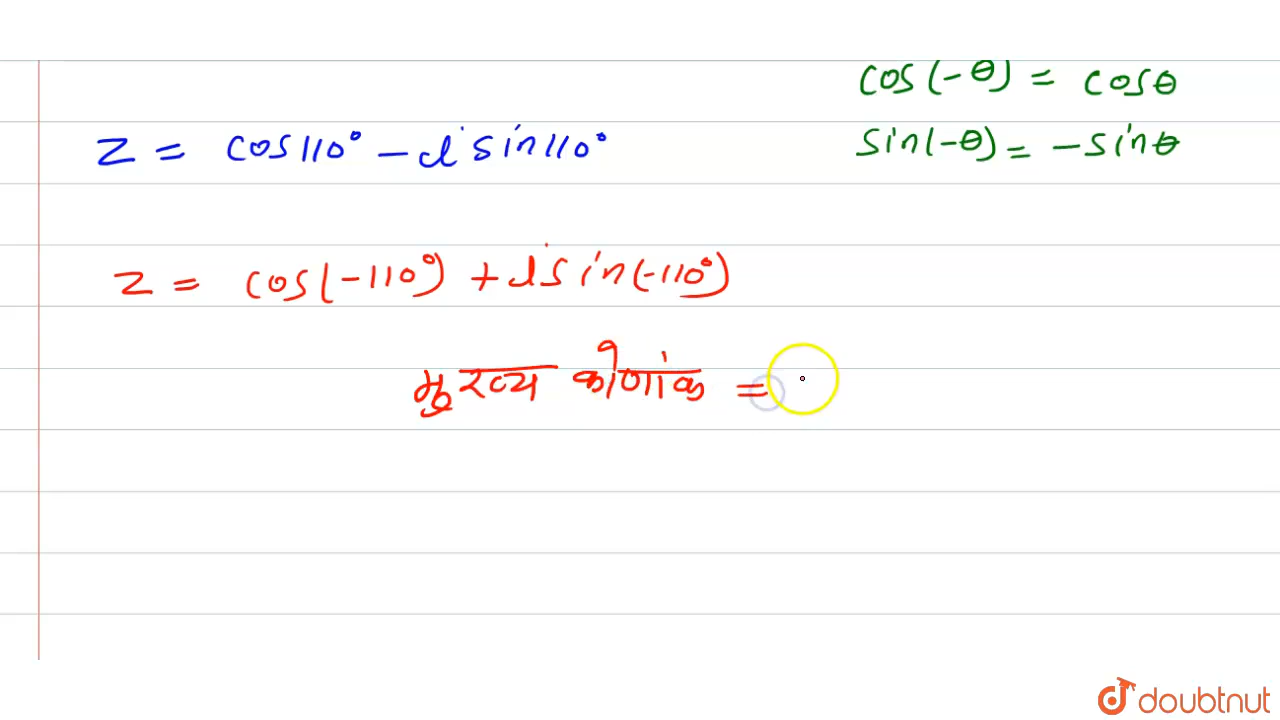 cos(-θ) = cosθ
z = cos110° - i sin110°
sin(-θ) = -sinθ
z = cos(-110°) + i sin(-110°)
मुख्य कोणांक =
doubtnut